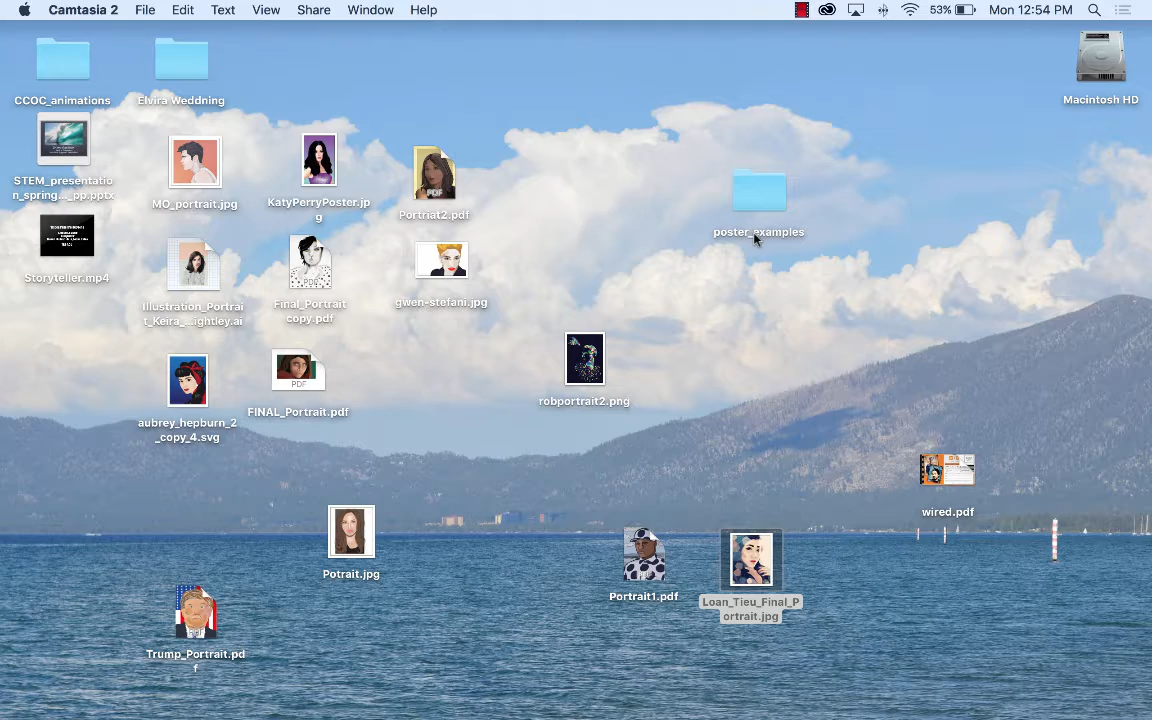 Camtasia 2 File Edit Text View Share Window Help 53% Mon 12:54 PM
CCOC_animations
Elvira Weddning
Macintosh HD
STEM_presentatio
n_spring..._pp.pptx
MO_portrait.jpg
KatyPerryPoster.jp
g
PDF
Portriat2.pdf
poster_examples
Storyteller.mp4
Illustration_Portrai
t_Keira_...ightley.ai
Final_Portrait
copy.pdf
gwen-stefani.jpg
aubrey_hepburn_2
_copy_4.svg
PDF
FINAL_Portrait.pdf
robportrait2.png
wired.pdf
Potrait.jpg
Portrait1.pdf
Loan_Tieu_Final_P
ortrait.jpg
Trump_Portrait.pd
f